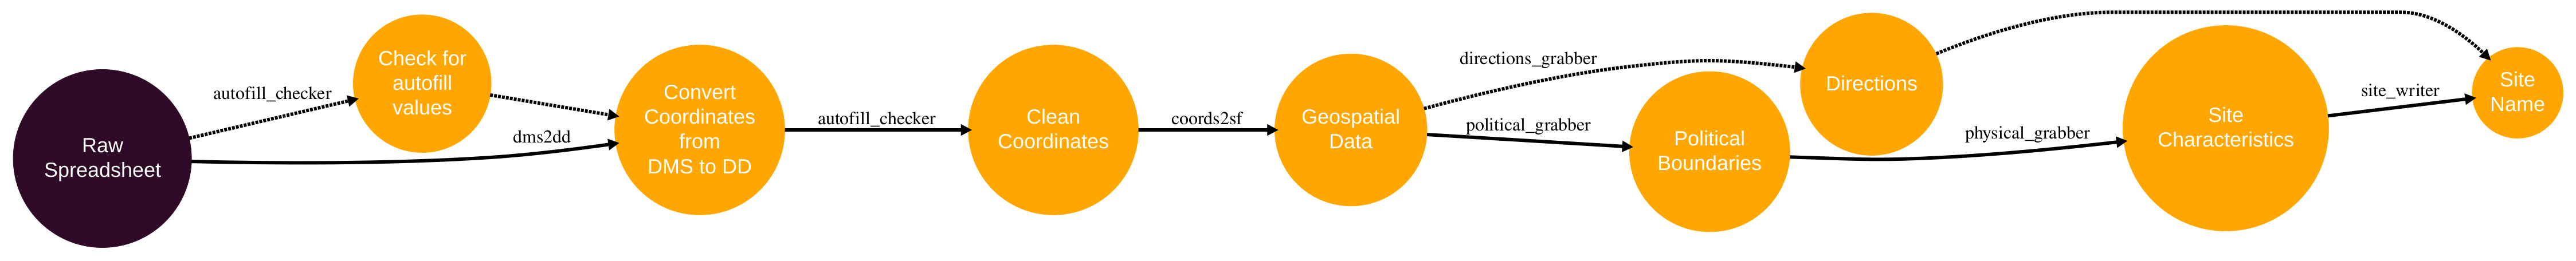 Raw
Spreadsheet
autofill_checker
Check for
autofill
values
dms2dd
Convert
Coordinates
from
DMS to DD
autofill_checker
Clean
Coordinates
coords2sf
Geospatial
Data
directions_grabber
political_grabber
Political
Boundaries
Directions
physical_grabber
Site
Characteristics
site_writer
Site
Name